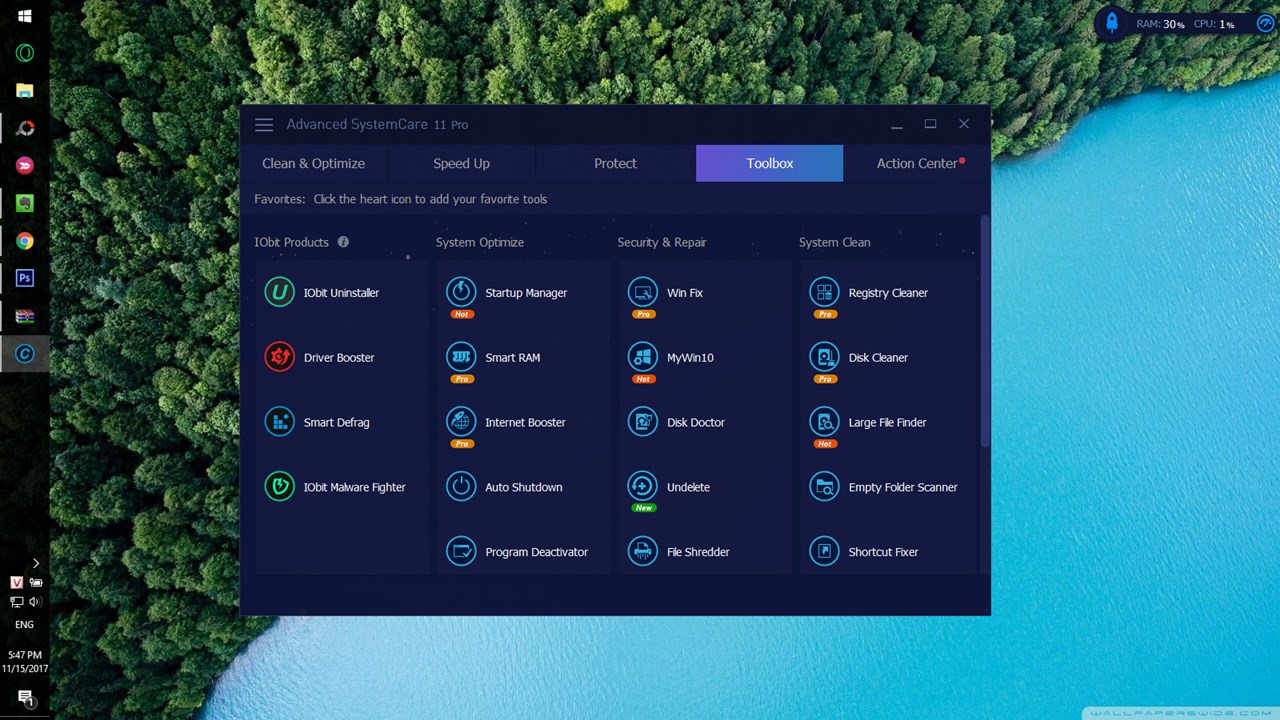 RAM: 30% CPU: 1%
Advanced SystemCare 11 Pro
Clean & Optimize Speed Up Protect Toolbox Action Center
Favorites: Click the heart icon to add your favorite tools
IObit Products i System Optimize Security & Repair System Clean
U IObit Uninstaller Startup Manager Win Fix Registry Cleaner
Hot Pro Pro
Driver Booster Smart RAM MyWin10 Disk Cleaner
Pro Hot Pro
Smart Defrag Internet Booster Disk Doctor Large File Finder
Pro Hot
IObit Malware Fighter Auto Shutdown Undelete Empty Folder Scanner
New
Program Deactivator File Shredder Shortcut Fixer
Ps
C
V
ENG
5:47 PM
11/15/2017
1
WALLPAPERSWIDE.COM